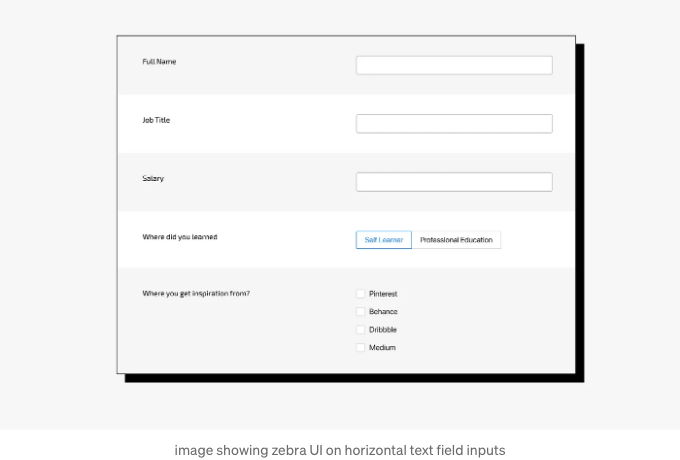 Full Name
Job Title
Salary
Where did you learned
Self Learner Professional Education
Where you get inspiration from?
Pinterest
Behance
Dribbble
Medium
image showing zebra UI on horizontal text field inputs